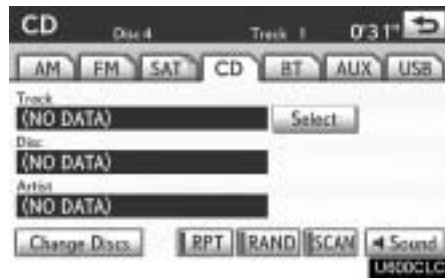 CD Disc 4 Track 1 0'31"
AM FM SAT CD BT AUX USB
Track
(NO DATA) Select
Disc
(NO DATA)
Artist
(NO DATA)
Change Discs RPT RAND SCAN Sound
U600CLC